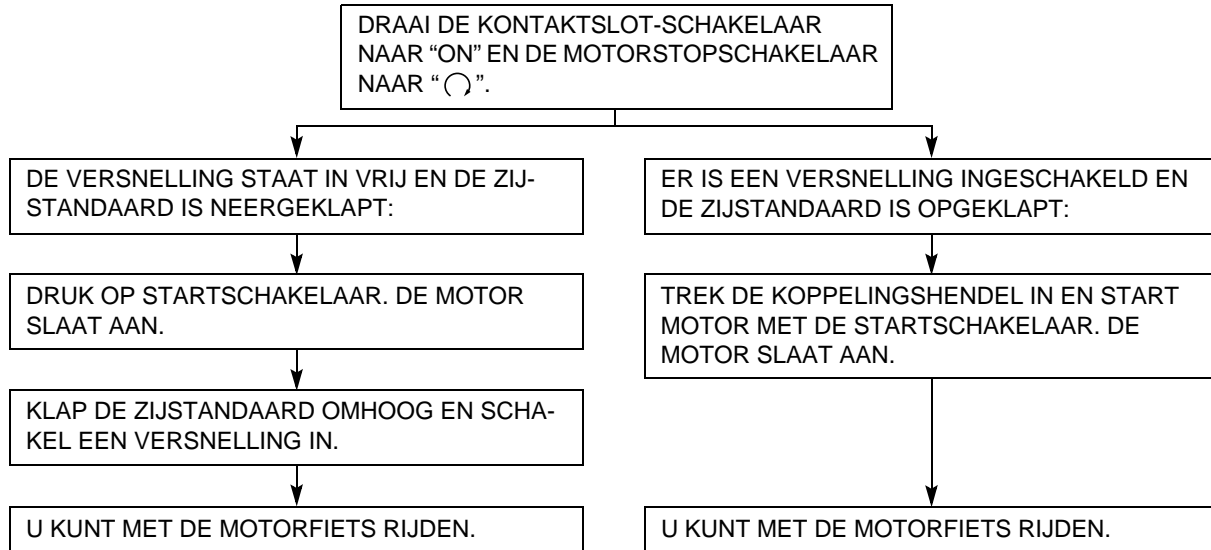 DRAAI DE KONTAKTSLOT-SCHAKELAAR
NAAR “ON” EN DE MOTORSTOPSCHAKELAAR
NAAR “ ”.
DE VERSNELLING STAAT IN VRIJ EN DE ZIJ-
STANDAARD IS NEERGEKLAPT:
ER IS EEN VERSNELLING INGESCHAKELD EN
DE ZIJSTANDAARD IS OPGEKLAPT:
DRUK OP STARTSCHAKELAAR. DE MOTOR
SLAAT AAN.
TREK DE KOPPELINGSHENDEL IN EN START
MOTOR MET DE STARTSCHAKELAAR. DE
MOTOR SLAAT AAN.
KLAP DE ZIJSTANDAARD OMHOOG EN SCHA-
KEL EEN VERSNELLING IN.
U KUNT MET DE MOTORFIETS RIJDEN.
U KUNT MET DE MOTORFIETS RIJDEN.